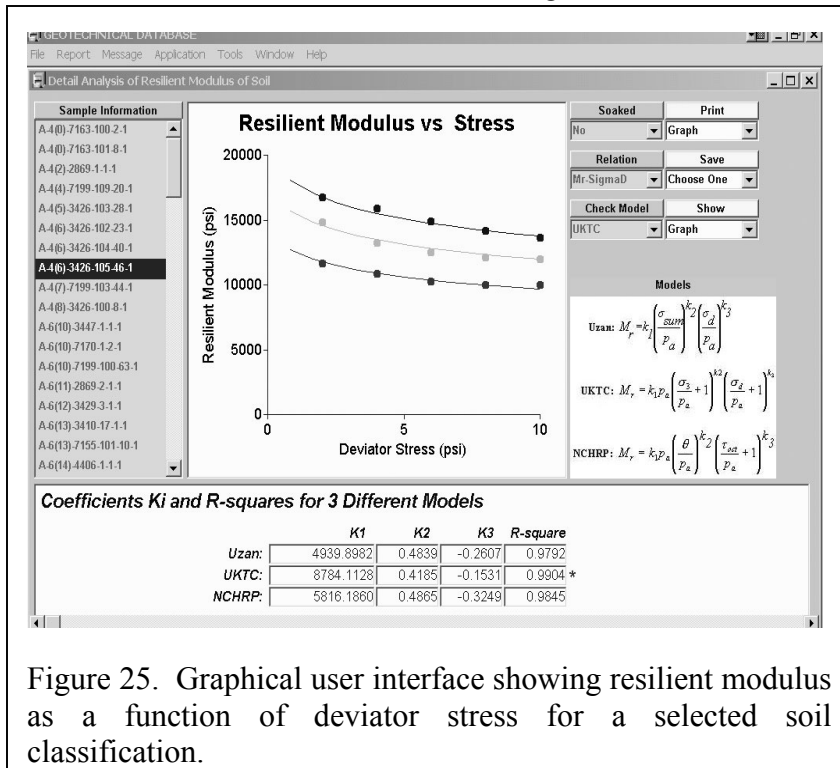 GEOTECHNICAL DATABASE
File Report Message Application Tools Window Help
Detail Analysis of Resilient Modulus of Soil
Sample Information
A-4(0)-7163-100-2-1
A-4(0)-7163-101-8-1
A-4(2)-2869-1-1-1
A-4(4)-7199-109-20-1
A-4(5)-3426-103-28-1
A-4(6)-3426-102-23-1
A-4(6)-3426-104-40-1
A-4(6)-3426-105-46-1
A-4(7)-7199-103-44-1
A-4(8)-3426-100-8-1
A-6(10)-3447-1-1-1
A-6(10)-7170-1-2-1
A-6(10)-7199-100-63-1
A-6(11)-2869-2-1-1
A-6(12)-3429-3-1-1
A-6(13)-3410-17-1-1
A-6(13)-7155-101-10-1
A-6(14)-4406-1-1-1
Resilient Modulus vs Stress
Resilient Modulus (psi)
20000
15000
10000
5000
0
0 5 10
Deviator Stress (psi)
Soaked Print
No Graph
Relation Save
Mr-SigmaD Choose One
Check Model Show
UKTC Graph
Models
Uzan: M_r = k_1 (σ_sum / p_a)^k_2 (σ_d / p_a)^k_3
UKTC: M_r = k_1 p_a (σ_3 / p_a + 1)^k2 (σ_d / p_a + 1)^k_3
NCHRP: M_r = k_1 p_a (θ / p_a)^k_2 (τ_oct / p_a + 1)^k_3
Coefficients Ki and R-squares for 3 Different Models
K1 K2 K3 R-square
Uzan: 4939.8982 0.4839 -0.2607 0.9792
UKTC: 8784.1128 0.4185 -0.1531 0.9904 *
NCHRP: 5816.1860 0.4865 -0.3249 0.9845
Figure 25. Graphical user interface showing resilient modulus
as a function of deviator stress for a selected soil
classification.